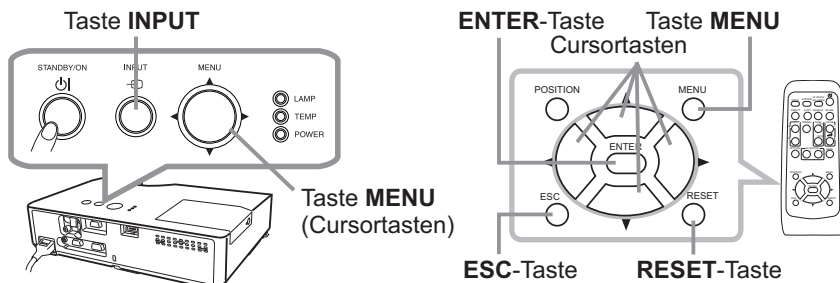 Taste INPUT
STANDBY/ON
INPUT
MENU
LAMP
TEMP
POWER
Taste MENU
(Cursortasten)
ENTER-Taste
Taste MENU
Cursortasten
POSITION
MENU
ENTER
ESC
RESET
ESC-Taste
RESET-Taste